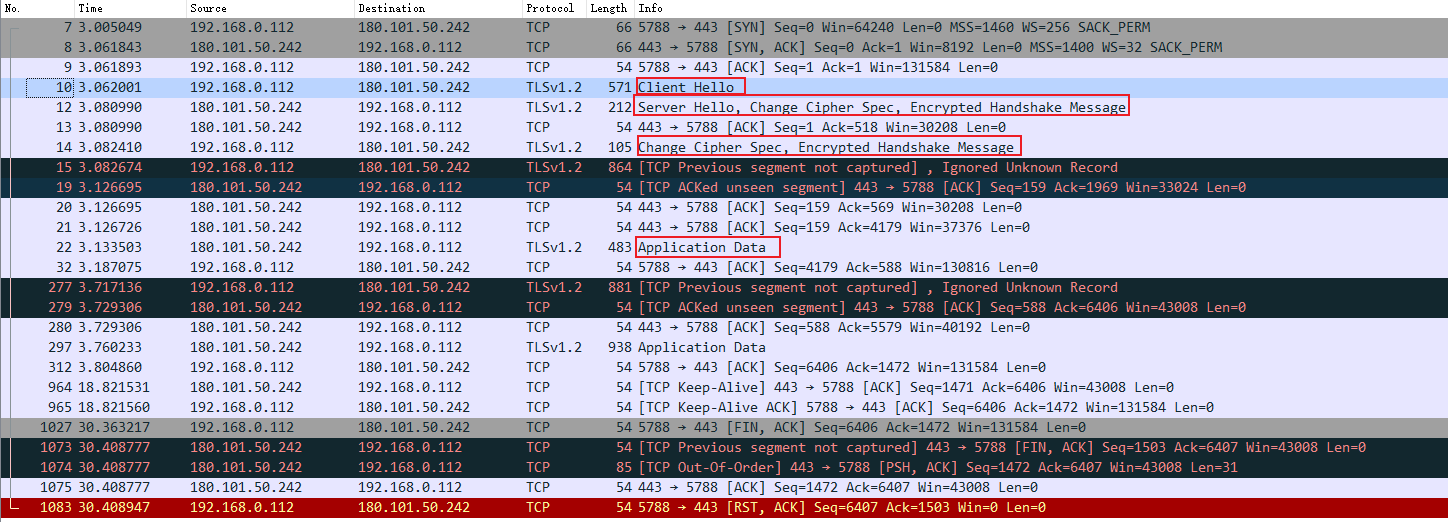 No. Time Source Destination Protocol Length Info
7 3.005049 192.168.0.112 180.101.50.242 TCP 66 5788 → 443 [SYN] Seq=0 Win=64240 Len=0 MSS=1460 WS=256 SACK_PERM
8 3.061843 180.101.50.242 192.168.0.112 TCP 66 443 → 5788 [SYN, ACK] Seq=0 Ack=1 Win=8192 Len=0 MSS=1400 WS=32 SACK_PERM
9 3.061893 192.168.0.112 180.101.50.242 TCP 54 5788 → 443 [ACK] Seq=1 Ack=1 Win=131584 Len=0
10 3.062001 192.168.0.112 180.101.50.242 TLSv1.2 571 Client Hello
12 3.080990 180.101.50.242 192.168.0.112 TLSv1.2 212 Server Hello, Change Cipher Spec, Encrypted Handshake Message
13 3.080990 180.101.50.242 192.168.0.112 TCP 54 443 → 5788 [ACK] Seq=1 Ack=518 Win=30208 Len=0
14 3.082410 192.168.0.112 180.101.50.242 TLSv1.2 105 Change Cipher Spec, Encrypted Handshake Message
15 3.082674 192.168.0.112 180.101.50.242 TLSv1.2 864 [TCP Previous segment not captured] , Ignored Unknown Record
19 3.126695 180.101.50.242 192.168.0.112 TCP 54 [TCP ACKed unseen segment] 443 → 5788 [ACK] Seq=159 Ack=1969 Win=33024 Len=0
20 3.126695 180.101.50.242 192.168.0.112 TCP 54 443 → 5788 [ACK] Seq=159 Ack=569 Win=30208 Len=0
21 3.126726 180.101.50.242 192.168.0.112 TCP 54 443 → 5788 [ACK] Seq=159 Ack=4179 Win=37376 Len=0
22 3.133503 180.101.50.242 192.168.0.112 TLSv1.2 483 Application Data
32 3.187075 192.168.0.112 180.101.50.242 TCP 54 5788 → 443 [ACK] Seq=4179 Ack=588 Win=130816 Len=0
277 3.717136 192.168.0.112 180.101.50.242 TLSv1.2 881 [TCP Previous segment not captured] , Ignored Unknown Record
279 3.729306 180.101.50.242 192.168.0.112 TCP 54 [TCP ACKed unseen segment] 443 → 5788 [ACK] Seq=588 Ack=6406 Win=43008 Len=0
280 3.729306 180.101.50.242 192.168.0.112 TCP 54 443 → 5788 [ACK] Seq=588 Ack=5579 Win=40192 Len=0
297 3.760233 180.101.50.242 192.168.0.112 TLSv1.2 938 Application Data
312 3.804860 192.168.0.112 180.101.50.242 TCP 54 5788 → 443 [ACK] Seq=6406 Ack=1472 Win=131584 Len=0
964 18.821531 180.101.50.242 192.168.0.112 TCP 54 [TCP Keep-Alive] 443 → 5788 [ACK] Seq=1471 Ack=6406 Win=43008 Len=0
965 18.821560 192.168.0.112 180.101.50.242 TCP 54 [TCP Keep-Alive ACK] 5788 → 443 [ACK] Seq=6406 Ack=1472 Win=131584 Len=0
1027 30.363217 192.168.0.112 180.101.50.242 TCP 54 5788 → 443 [FIN, ACK] Seq=6406 Ack=1472 Win=131584 Len=0
1073 30.408777 180.101.50.242 192.168.0.112 TCP 54 [TCP Previous segment not captured] 443 → 5788 [FIN, ACK] Seq=1503 Ack=6407 Win=43008 Len=0
1074 30.408777 180.101.50.242 192.168.0.112 TCP 85 [TCP Out-Of-Order] 443 → 5788 [PSH, ACK] Seq=1472 Ack=6407 Win=43008 Len=31
1075 30.408777 180.101.50.242 192.168.0.112 TCP 54 443 → 5788 [ACK] Seq=1472 Ack=6407 Win=43008 Len=0
1083 30.408947 192.168.0.112 180.101.50.242 TCP 54 5788 → 443 [RST, ACK] Seq=6407 Ack=1503 Win=0 Len=0